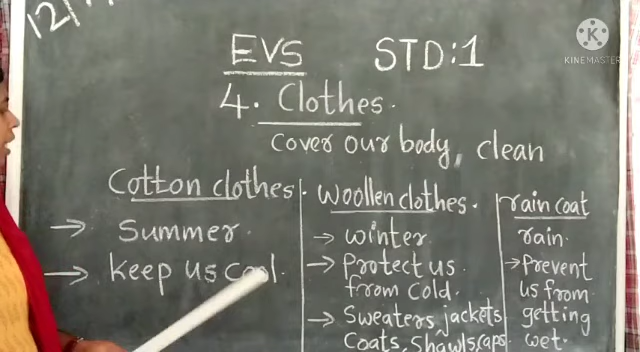 12/
EVS STD:1
4. Clothes.
cover our body, clean
Cotton clothes.
→ Summer.
→ keep us cool.
Woollen clothes.
→ winter
→ Protect us
from cold.
→ Sweaters, jackets
Coats, Shawls, caps
rain coat
rain.
→ Prevent
us from
getting
wet.
KINEMASTER